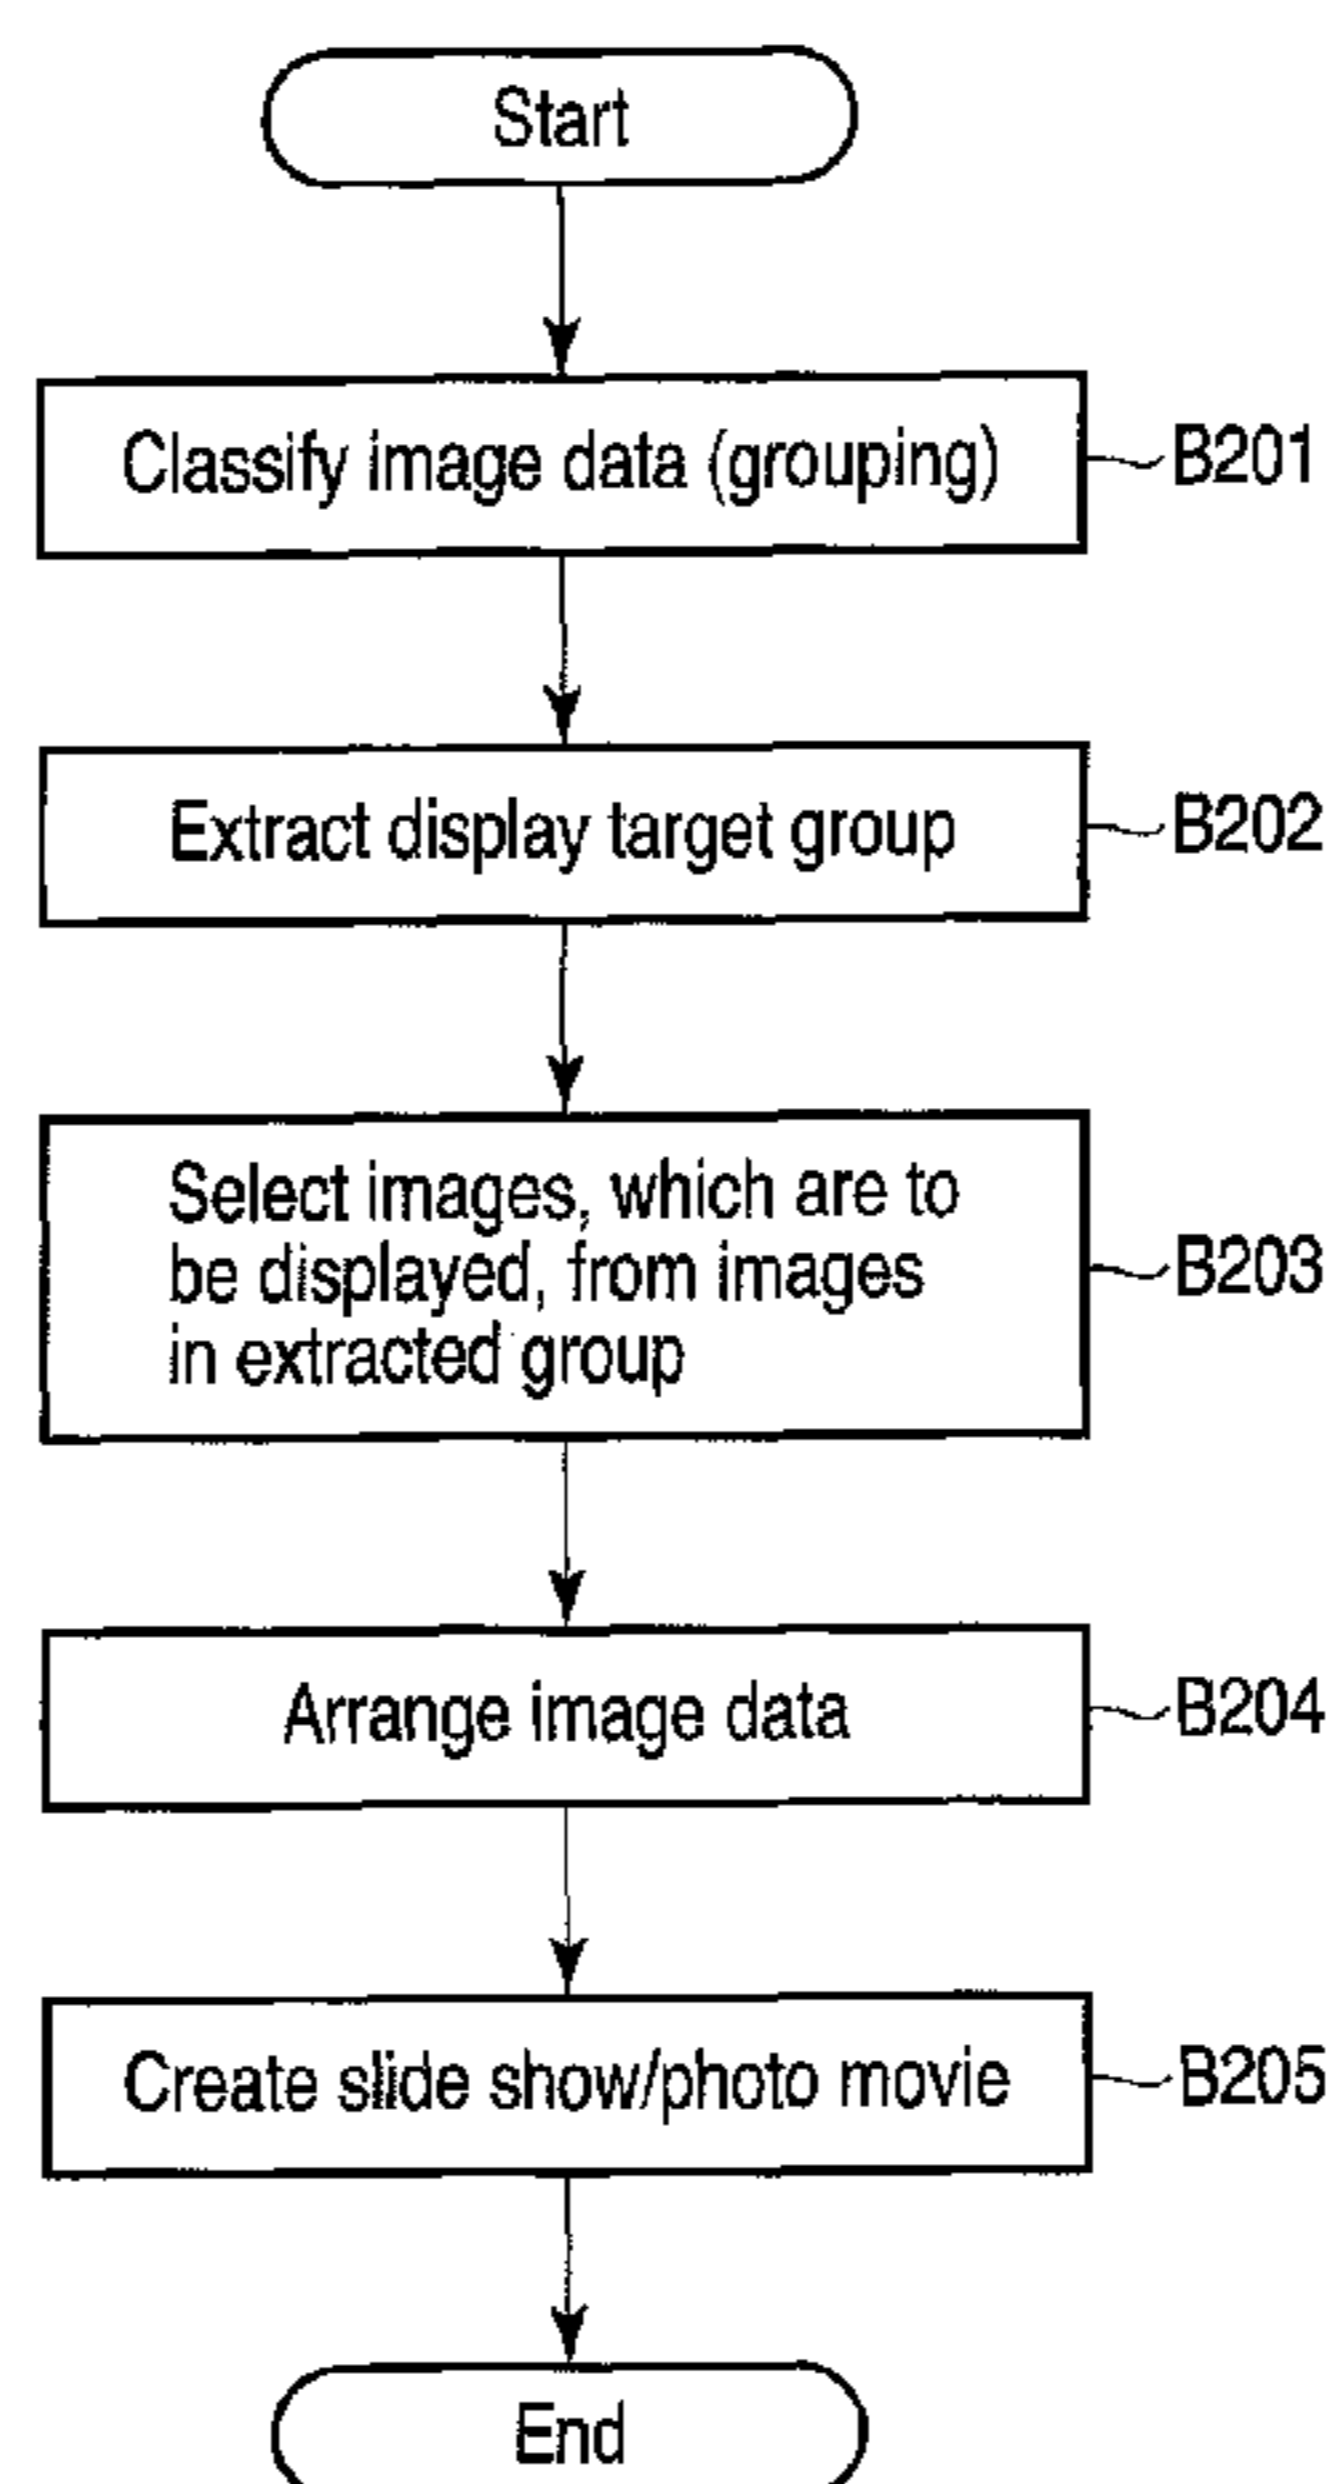 Start
Classify image data (grouping)
B201
Extract display target group
B202
Select images, which are to
be displayed, from images
in extracted group
B203
Arrange image data
B204
Create slide show/photo movie
B205
End